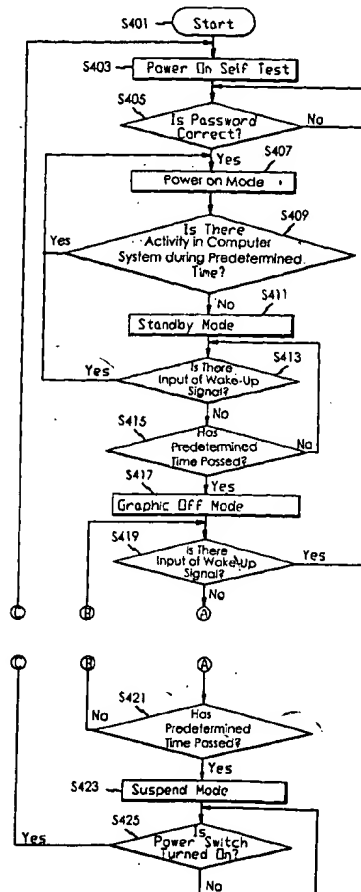 S401
Start
S403
Power On Self Test
S405
Is Password
Correct?
No
Yes
S407
Power on Mode
S409
Is There
Activity in Computer
System during Predetermined
Time?
Yes
No
S411
Standby Mode
S413
Is There
Input of Wake-Up
Signal?
Yes
No
S415
Has
Predetermined
Time Passed?
No
Yes
S417
Graphic Off Mode
S419
Is There
Input of Wake-Up
Signal?
Yes
No
C
B
A
C
B
A
S421
Has
Predetermined
Time Passed?
No
Yes
S423
Suspend Mode
S425
Is
Power Switch
Turned On?
Yes
No